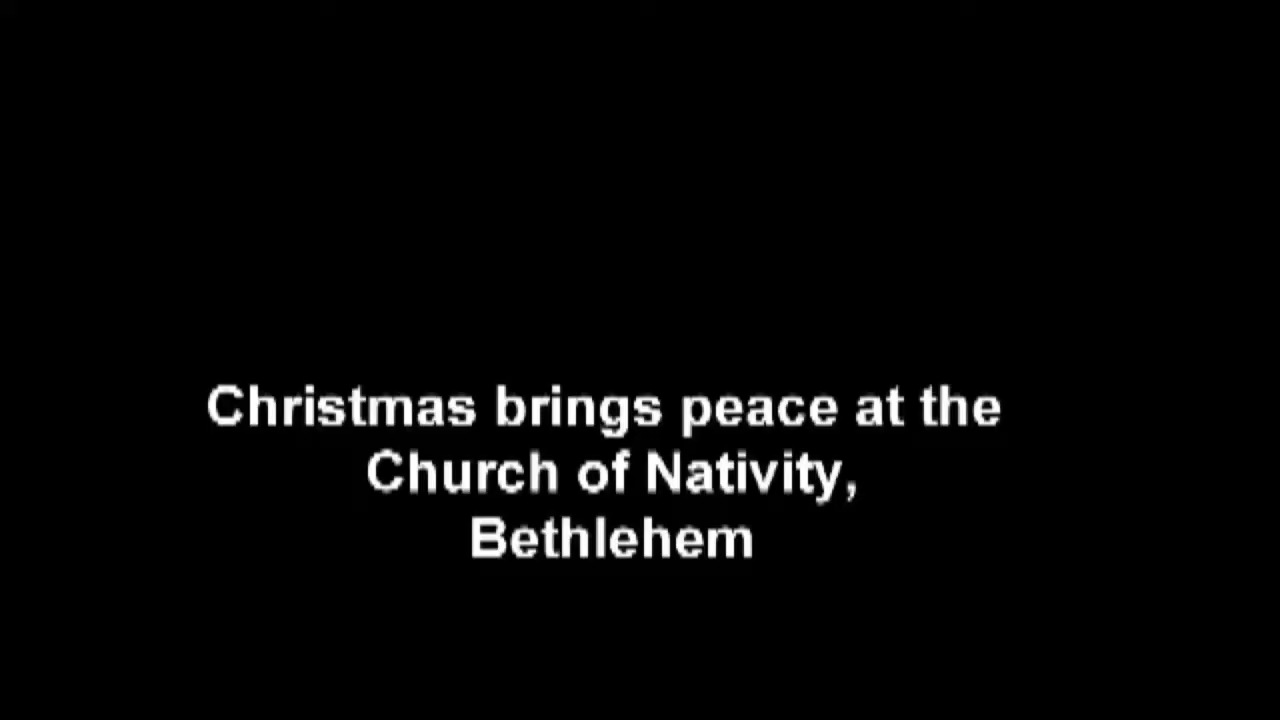 Christmas brings peace at the
Church of Nativity,
Bethlehem